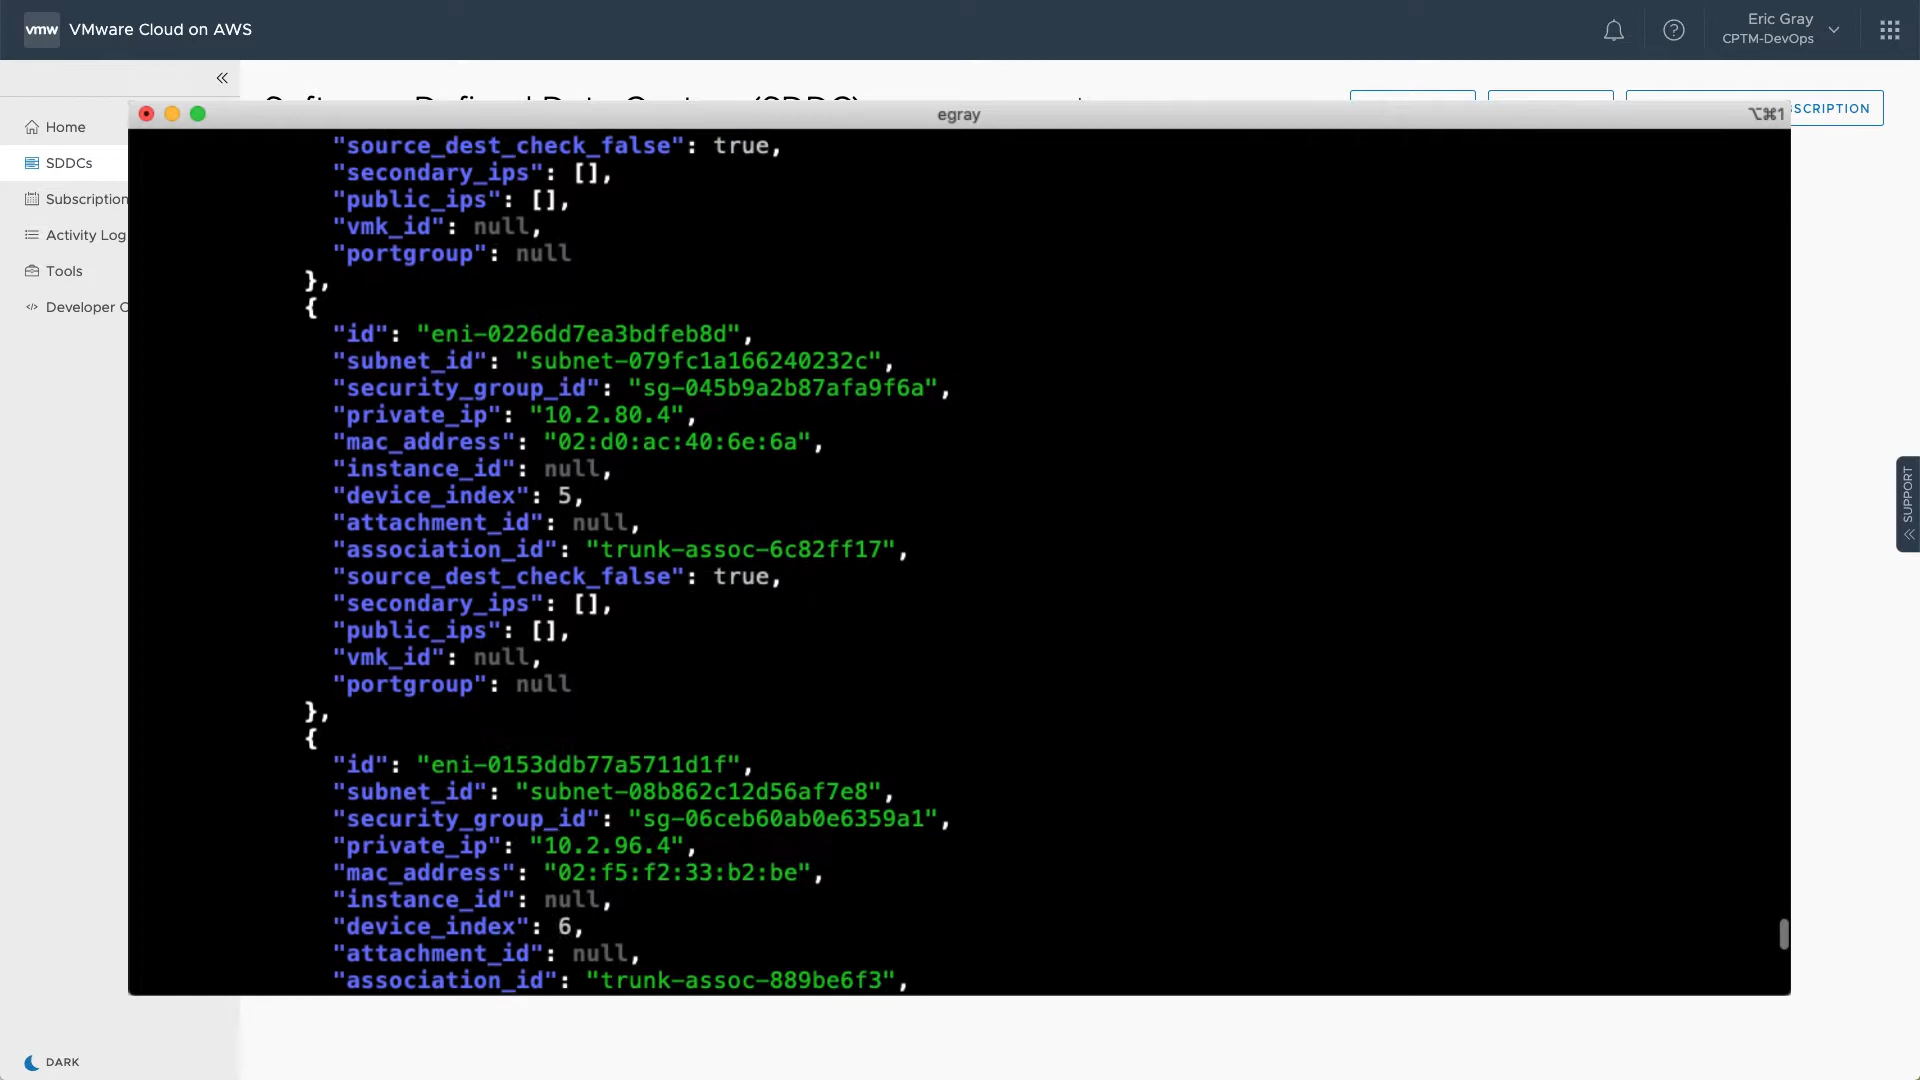 vmw VMware Cloud on AWS
Eric Gray
CPTM-DevOps
Home
SDDCs
Subscription
Activity Log
Tools
Developer C
SCRIPTION
egray
⌥⌘1
"source_dest_check_false": true,
"secondary_ips": [],
"public_ips": [],
"vmk_id": null,
"portgroup": null
},
{
"id": "eni-0226dd7ea3bdfeb8d",
"subnet_id": "subnet-079fc1a166240232c",
"security_group_id": "sg-045b9a2b87afa9f6a",
"private_ip": "10.2.80.4",
"mac_address": "02:d0:ac:40:6e:6a",
"instance_id": null,
"device_index": 5,
"attachment_id": null,
"association_id": "trunk-assoc-6c82ff17",
"source_dest_check_false": true,
"secondary_ips": [],
"public_ips": [],
"vmk_id": null,
"portgroup": null
},
{
"id": "eni-0153ddb77a5711d1f",
"subnet_id": "subnet-08b862c12d56af7e8",
"security_group_id": "sg-06ceb60ab0e6359a1",
"private_ip": "10.2.96.4",
"mac_address": "02:f5:f2:33:b2:be",
"instance_id": null,
"device_index": 6,
"attachment_id": null,
"association_id": "trunk-assoc-889be6f3",
SUPPORT
DARK